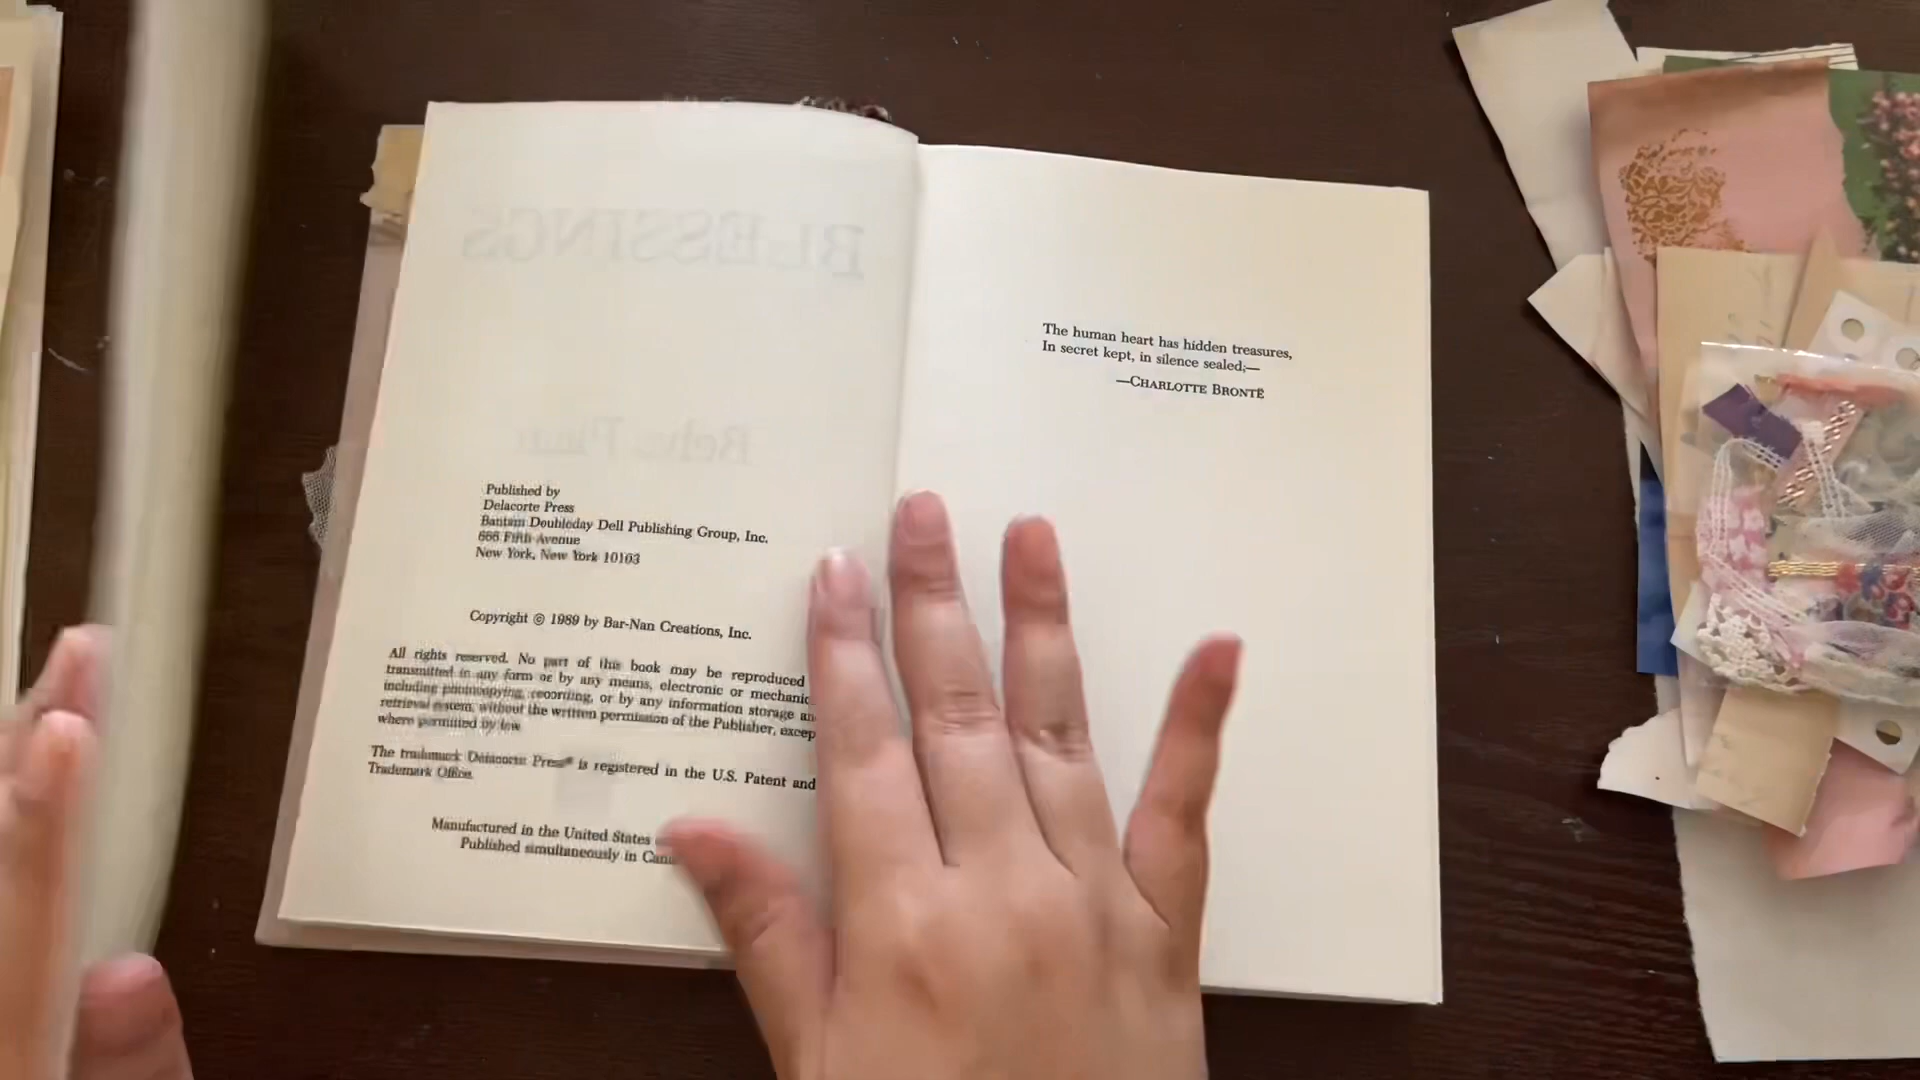 BLESSINGS
Belva Plain
Published by
Delacorte Press
Bantam Doubleday Dell Publishing Group, Inc.
666 Fifth Avenue
New York, New York 10103
Copyright © 1989 by Bar-Nan Creations, Inc.
All rights reserved. No part of this book may be reproduced
transmitted in any form or by any means, electronic or mechanic
including photocopying, recording, or by any information storage an
retrieval system, without the written permission of the Publisher, excep
where permitted by law.
The trademark Delacorte Press® is registered in the U.S. Patent and
Trademark Office.
Manufactured in the United States
Published simultaneously in Can
The human heart has hidden treasures,
In secret kept, in silence sealed;—
—CHARLOTTE BRONTË